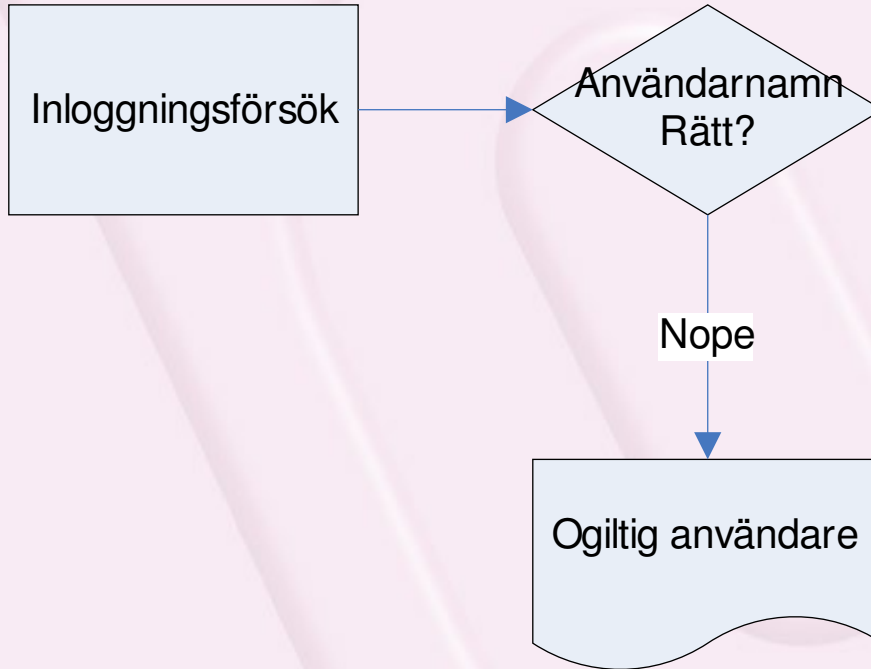 Inloggningsförsök
Användarnamn
Rätt?
Nope
Ogiltig användare